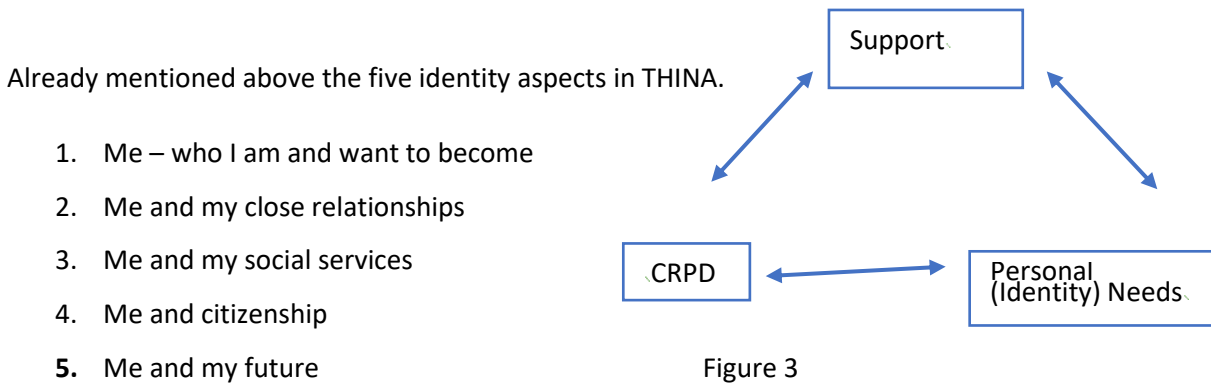 Support
Already mentioned above the five identity aspects in THINA.
1. Me – who I am and want to become
2. Me and my close relationships
3. Me and my social services
4. Me and citizenship
5. Me and my future
CRPD
Personal
(Identity) Needs
Figure 3